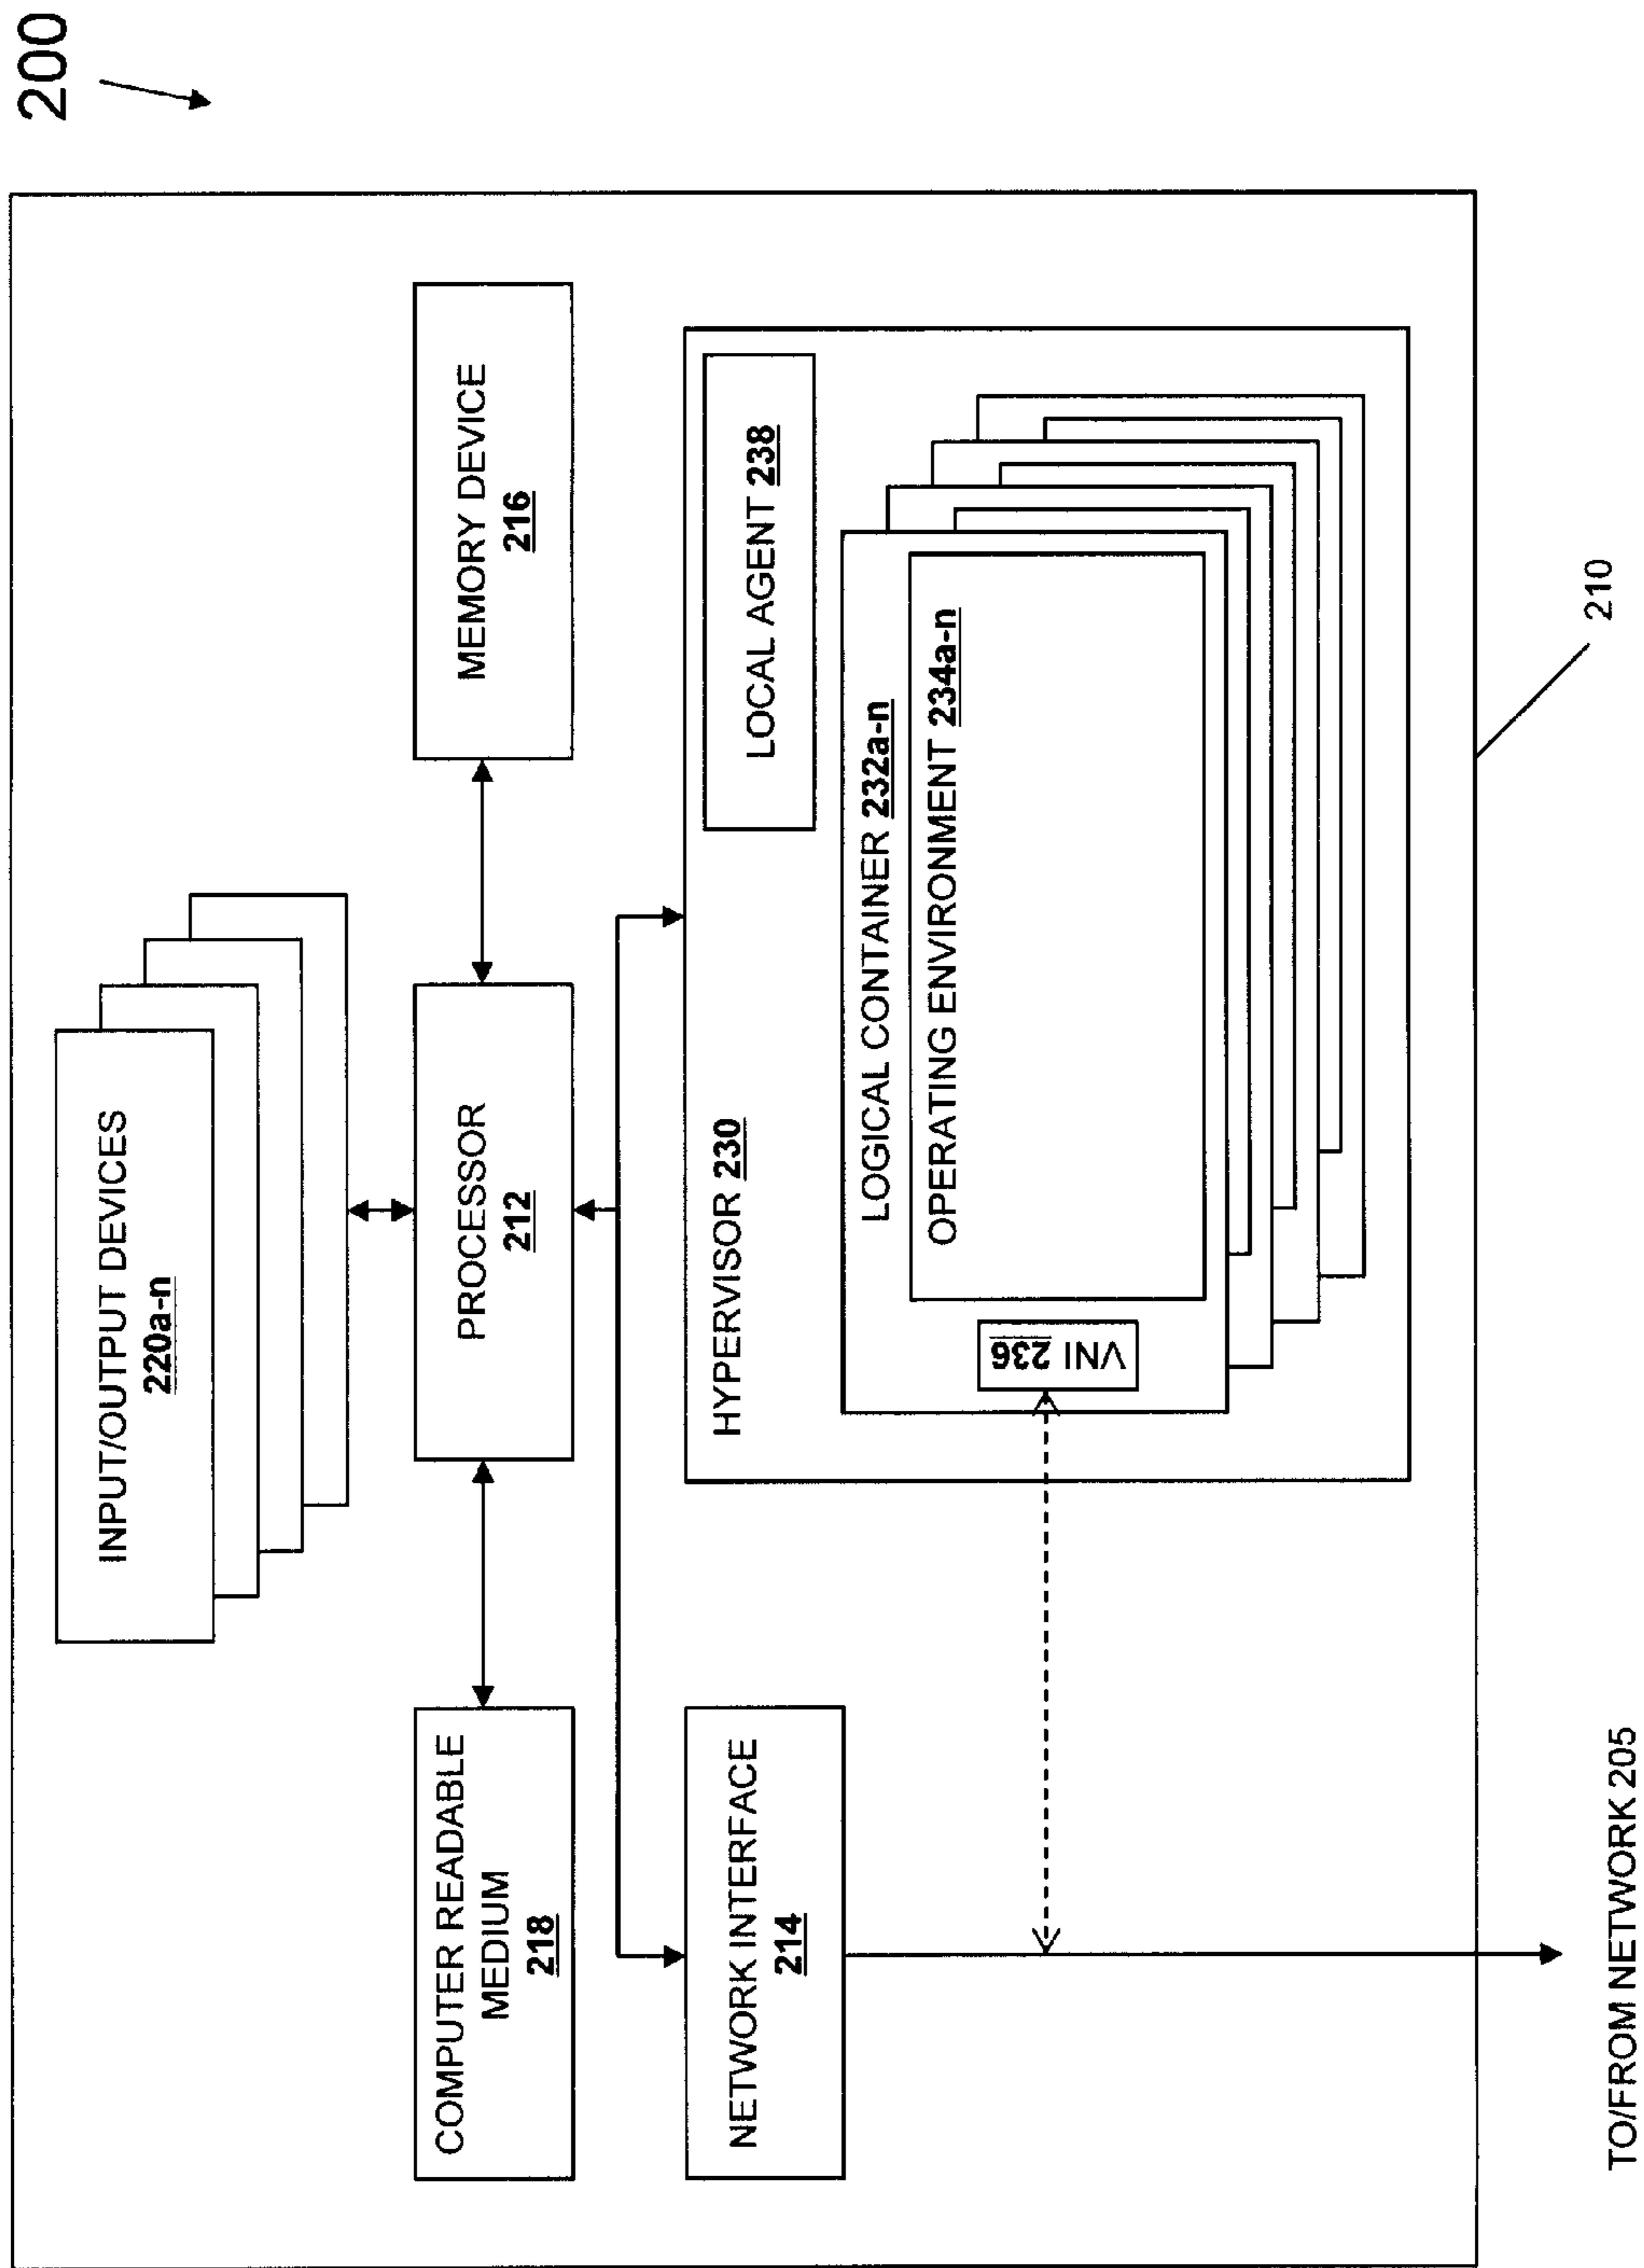 200
INPUT/OUTPUT DEVICES
220a-n
COMPUTER READABLE
MEDIUM
218
PROCESSOR
212
MEMORY DEVICE
216
NETWORK INTERFACE
214
HYPERVISOR 230
LOCAL AGENT 238
LOGICAL CONTAINER 232a-n
OPERATING ENVIRONMENT 234a-n
VNI 236
210
TO/FROM NETWORK 205